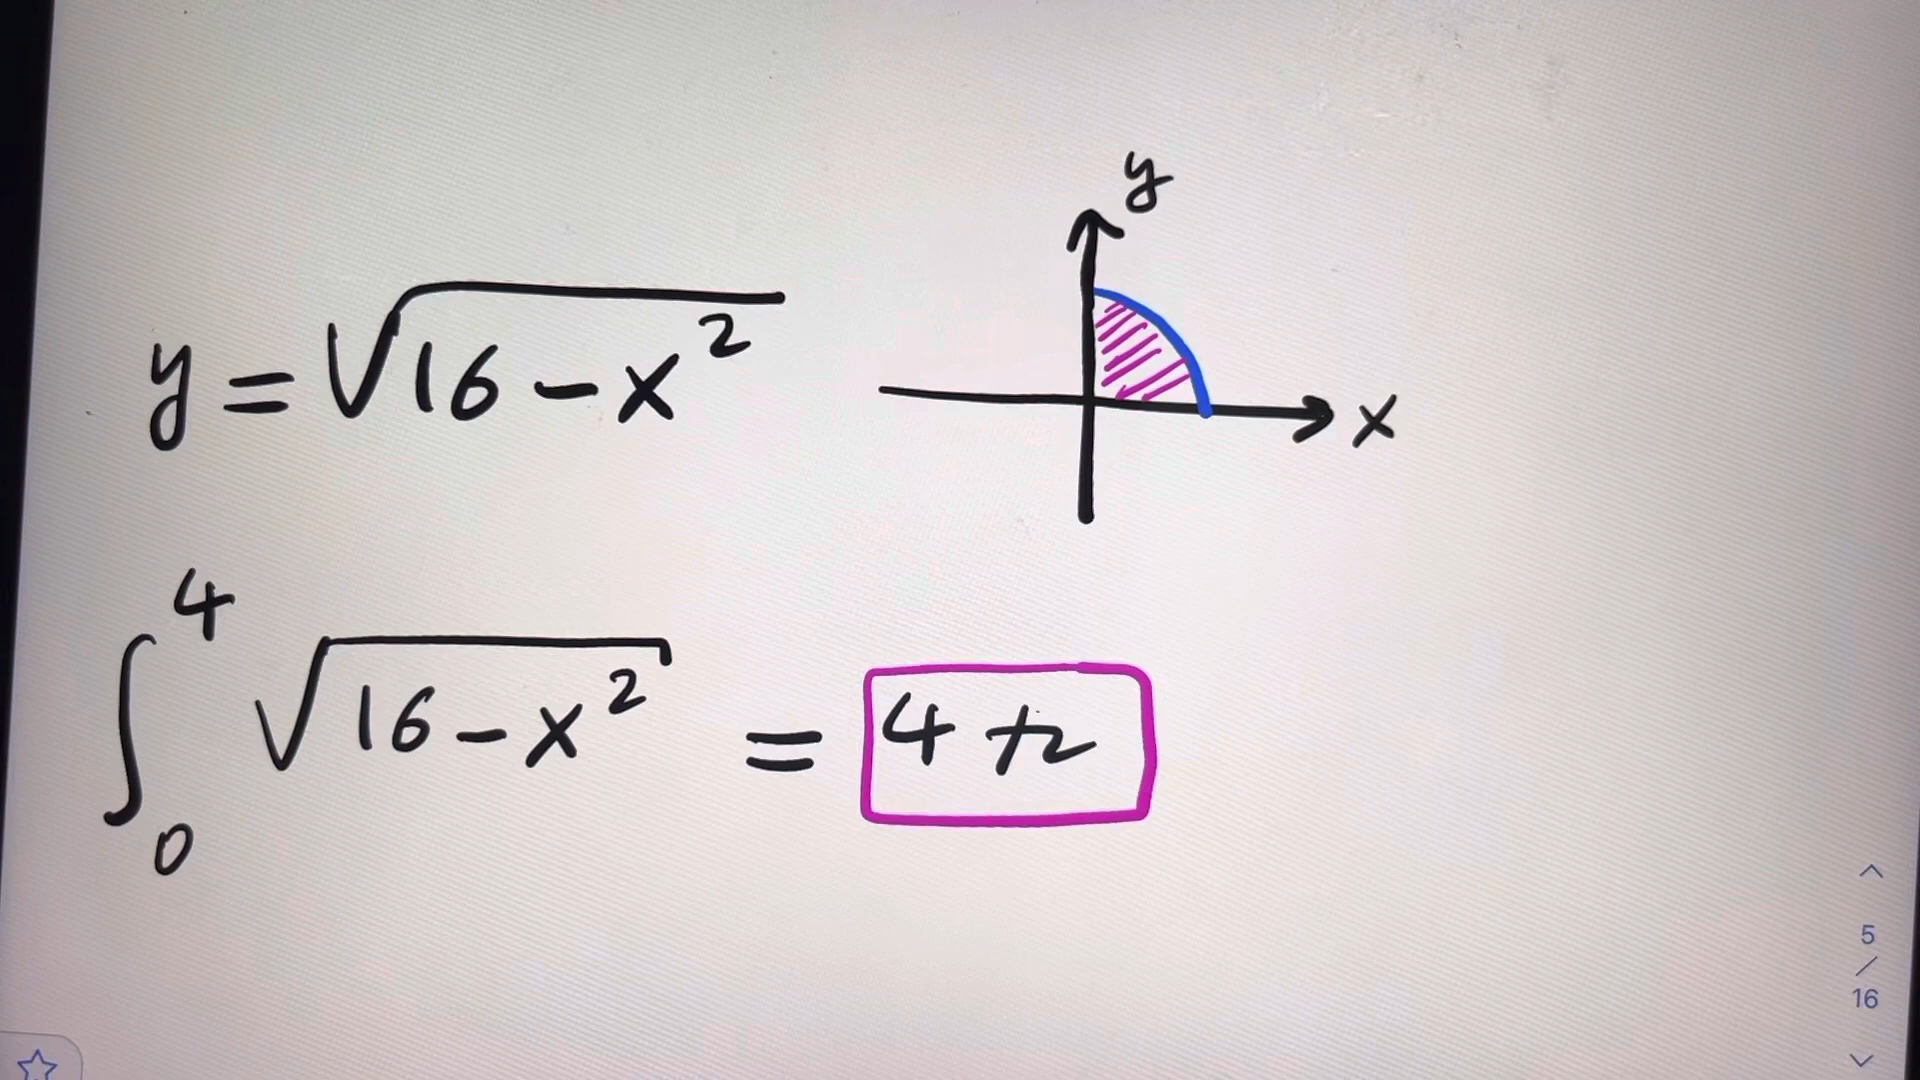 y
y = √16 - x²
x
∫₀⁴ √16 - x² = 4π
5
/
16